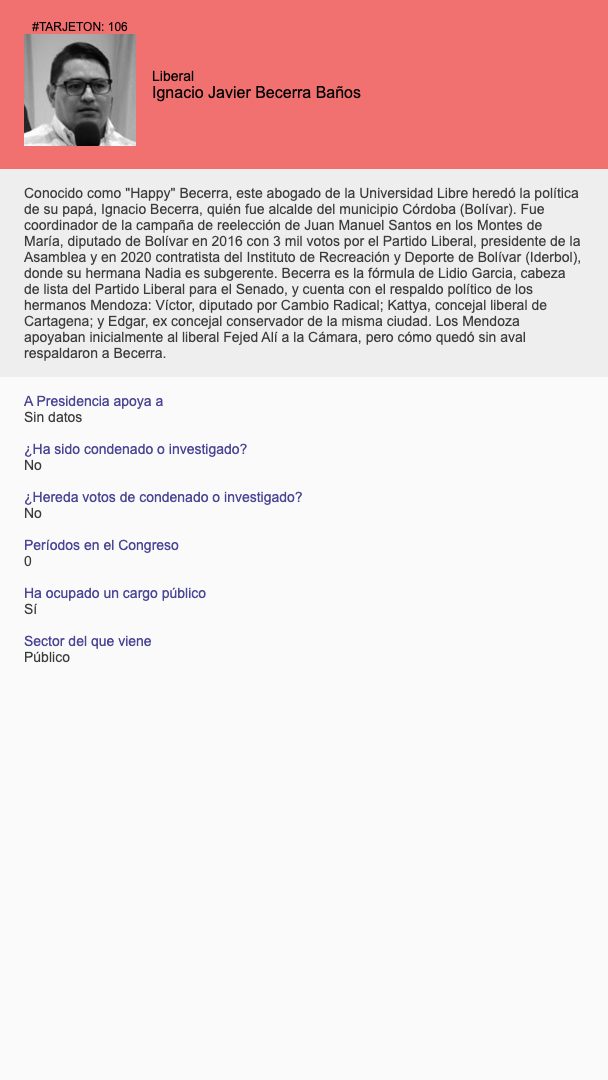 #TARJETON: 106
Liberal
Ignacio Javier Becerra Baños
Conocido como "Happy" Becerra, este abogado de la Universidad Libre heredó la política
de su papá, Ignacio Becerra, quién fue alcalde del municipio Córdoba (Bolívar). Fue
coordinador de la campaña de reelección de Juan Manuel Santos en los Montes de
María, diputado de Bolívar en 2016 con 3 mil votos por el Partido Liberal, presidente de la
Asamblea y en 2020 contratista del Instituto de Recreación y Deporte de Bolívar (Iderbol),
donde su hermana Nadia es subgerente. Becerra es la fórmula de Lidio Garcia, cabeza
de lista del Partido Liberal para el Senado, y cuenta con el respaldo político de los
hermanos Mendoza: Víctor, diputado por Cambio Radical; Kattya, concejal liberal de
Cartagena; y Edgar, ex concejal conservador de la misma ciudad. Los Mendoza
apoyaban inicialmente al liberal Fejed Alí a la Cámara, pero cómo quedó sin aval
respaldaron a Becerra.
A Presidencia apoya a
Sin datos
¿Ha sido condenado o investigado?
No
¿Hereda votos de condenado o investigado?
No
Períodos en el Congreso
0
Ha ocupado un cargo público
Sí
Sector del que viene
Público